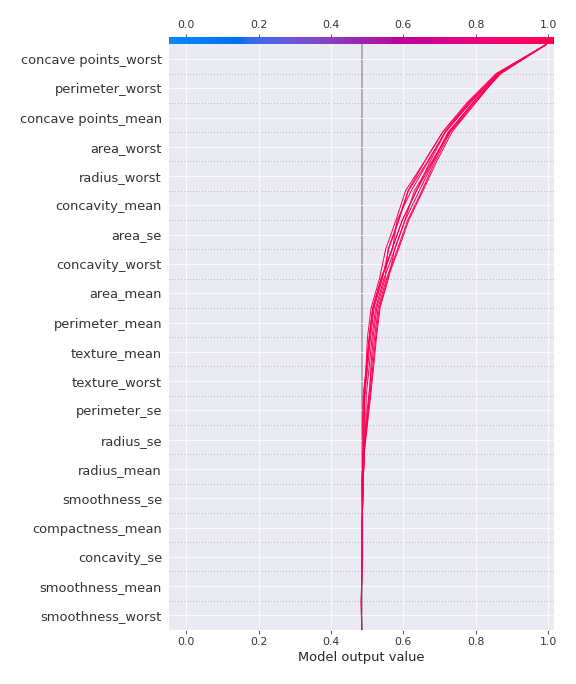 0.0 0.2 0.4 0.6 0.8 1.0
concave points_worst
perimeter_worst
concave points_mean
area_worst
radius_worst
concavity_mean
area_se
concavity_worst
area_mean
perimeter_mean
texture_mean
texture_worst
perimeter_se
radius_se
radius_mean
smoothness_se
compactness_mean
concavity_se
smoothness_mean
smoothness_worst
0.0 0.2 0.4 0.6 0.8 1.0
Model output value